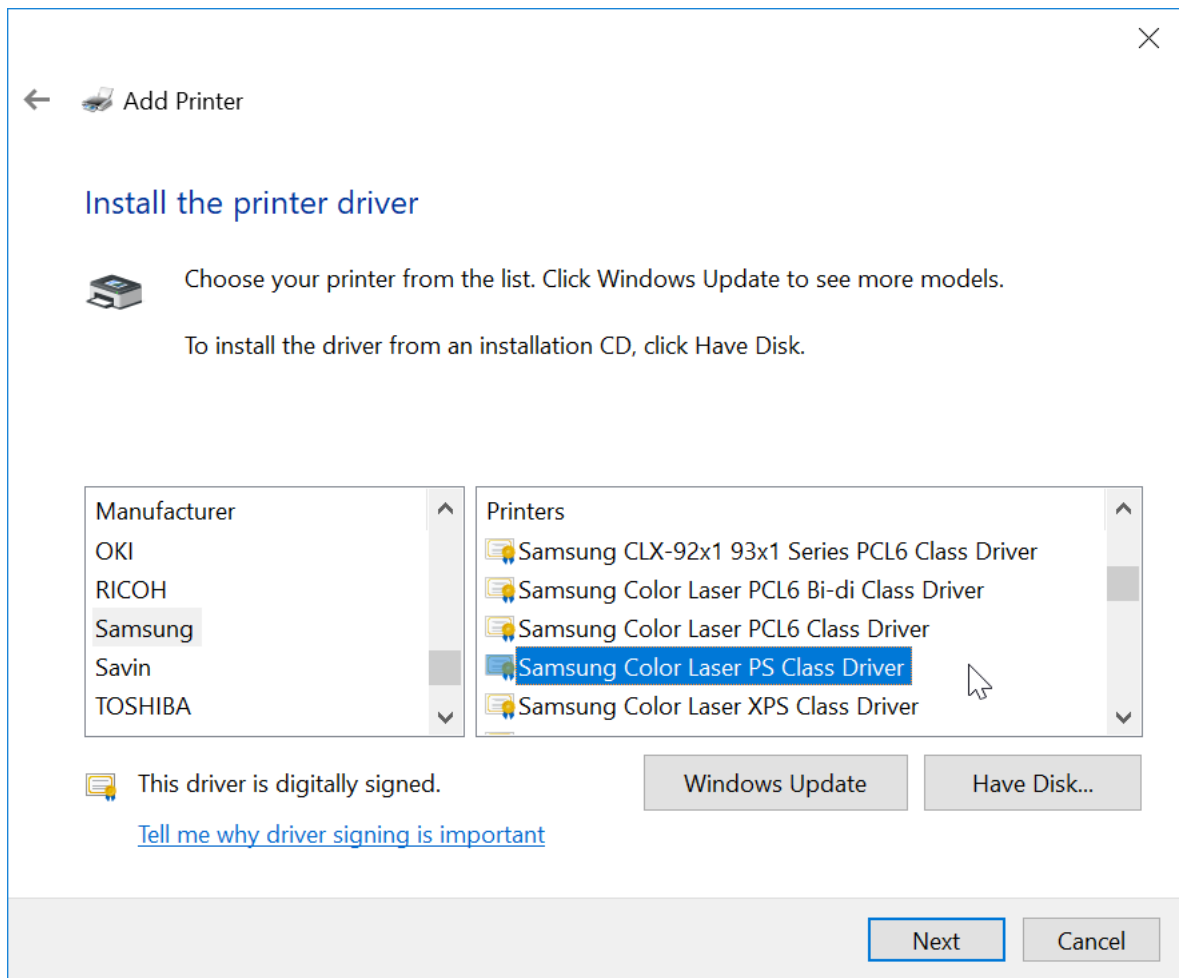 Add Printer
Install the printer driver
Choose your printer from the list. Click Windows Update to see more models.
To install the driver from an installation CD, click Have Disk.
Manufacturer
OKI
RICOH
Samsung
Savin
TOSHIBA
Printers
Samsung CLX-92x1 93x1 Series PCL6 Class Driver
Samsung Color Laser PCL6 Bi-di Class Driver
Samsung Color Laser PCL6 Class Driver
Samsung Color Laser PS Class Driver
Samsung Color Laser XPS Class Driver
This driver is digitally signed.
Tell me why driver signing is important
Windows Update
Have Disk...
Next
Cancel